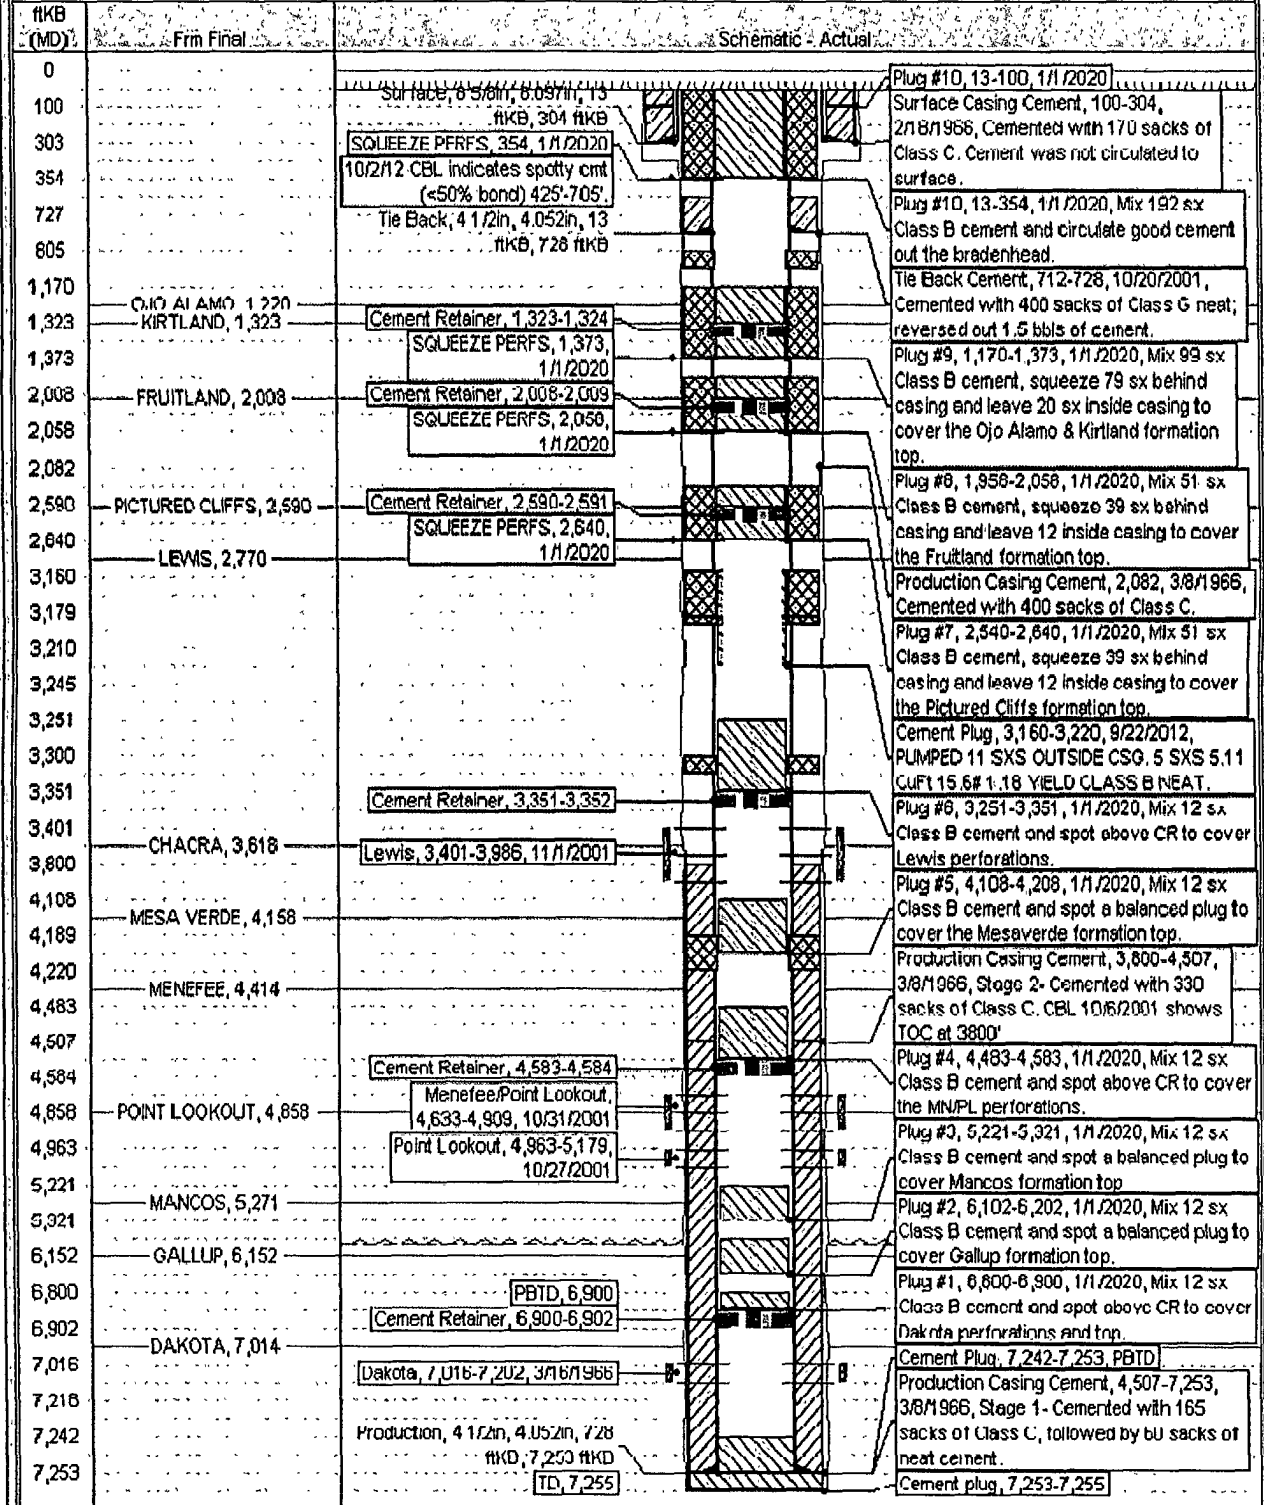 ftKB
(MD)
Frm Final
Schematic - Actual
0
100
303
354
727
805
1,170
1,323
1,373
2,008
2,058
2,082
2,590
2,640
3,160
3,179
3,210
3,245
3,251
3,300
3,351
3,401
3,800
4,108
4,189
4,220
4,483
4,507
4,584
4,858
4,963
5,221
5,321
6,152
6,800
6,902
7,016
7,218
7,242
7,253
OJO ALAMO, 1,220
KIRTLAND, 1,323
FRUITLAND, 2,008
PICTURED CLIFFS, 2,590
LEWIS, 2,770
CHACRA, 3,618
MESA VERDE, 4,158
MENEFEE, 4,414
POINT LOOKOUT, 4,858
MANCOS, 5,271
GALLUP, 6,152
DAKOTA, 7,014
Surface, 8 5/8in, 8.097in, 13
ftKB, 304 ftKB
SQUEEZE PERFS, 354, 1/1/2020
10/2/12 CBL indicates spotty cmt
(<50% bond) 425'-705'.
Tie Back, 4 1/2in, 4.052in, 13
ftKB, 728 ftKB
Cement Retainer, 1,323-1,324
SQUEEZE PERFS, 1,373,
1/1/2020
Cement Retainer, 2,008-2,009
SQUEEZE PERFS, 2,058,
1/1/2020
Cement Retainer, 2,590-2,591
SQUEEZE PERFS, 2,640,
1/1/2020
Cement Retainer, 3,351-3,352
Lewis, 3,401-3,986, 11/1/2001
Cement Retainer, 4,583-4,584
Menefee/Point Lookout,
4,633-4,909, 10/31/2001
Point Lookout, 4,963-5,179,
10/27/2001
PBTD, 6,900
Cement Retainer, 6,900-6,902
Dakota, 7,016-7,202, 3/16/1966
Production, 4 1/2in, 4.052in, 728
ftKB, 7,253 ftKB
TD, 7,255
Plug #10, 13-100, 1/1/2020
Surface Casing Cement, 100-304,
2/18/1966, Cemented with 170 sacks of
Class C. Cement was not circulated to
surface.
Plug #10, 13-354, 1/1/2020, Mix 192 sx
Class B cement and circulate good cement
out the bradenhead.
Tie Back Cement, 712-728, 10/20/2001,
Cemented with 400 sacks of Class G neat;
reversed out 1.5 bbls of cement.
Plug #9, 1,170-1,373, 1/1/2020, Mix 99 sx
Class B cement, squeeze 79 sx behind
casing and leave 20 sx inside casing to
cover the Ojo Alamo & Kirtland formation
top.
Plug #8, 1,958-2,058, 1/1/2020, Mix 51 sx
Class B cement, squeeze 39 sx behind
casing and leave 12 inside casing to cover
the Fruitland formation top.
Production Casing Cement, 2,082, 3/8/1966,
Cemented with 400 sacks of Class C.
Plug #7, 2,540-2,640, 1/1/2020, Mix 51 sx
Class B cement, squeeze 39 sx behind
casing and leave 12 inside casing to cover
the Pictured Cliffs formation top.
Cement Plug, 3,160-3,220, 9/22/2012,
PUMPED 11 SXS OUTSIDE CSG. 5 SXS 5.11
CuFt 15.6# 1.18 YIELD CLASS B NEAT.
Plug #6, 3,251-3,351, 1/1/2020, Mix 12 sx
Class B cement and spot above CR to cover
Lewis perforations.
Plug #5, 4,108-4,208, 1/1/2020, Mix 12 sx
Class B cement and spot a balanced plug to
cover the Mesaverde formation top.
Production Casing Cement, 3,800-4,507,
3/8/1966, Stage 2- Cemented with 330
sacks of Class C. CBL 10/6/2001 shows
TOC at 3800'
Plug #4, 4,483-4,583, 1/1/2020, Mix 12 sx
Class B cement and spot above CR to cover
the MN/PL perforations.
Plug #3, 5,221-5,321, 1/1/2020, Mix 12 sx
Class B cement and spot a balanced plug to
cover Mancos formation top
Plug #2, 6,102-6,202, 1/1/2020, Mix 12 sx
Class B cement and spot a balanced plug to
cover Gallup formation top.
Plug #1, 6,800-6,900, 1/1/2020, Mix 12 sx
Class B cement and spot above CR to cover
Dakota perforations and top.
Cement Plug, 7,242-7,253, PBTD
Production Casing Cement, 4,507-7,253,
3/8/1966, Stage 1- Cemented with 165
sacks of Class C, followed by 60 sacks of
neat cement.
Cement plug, 7,253-7,255